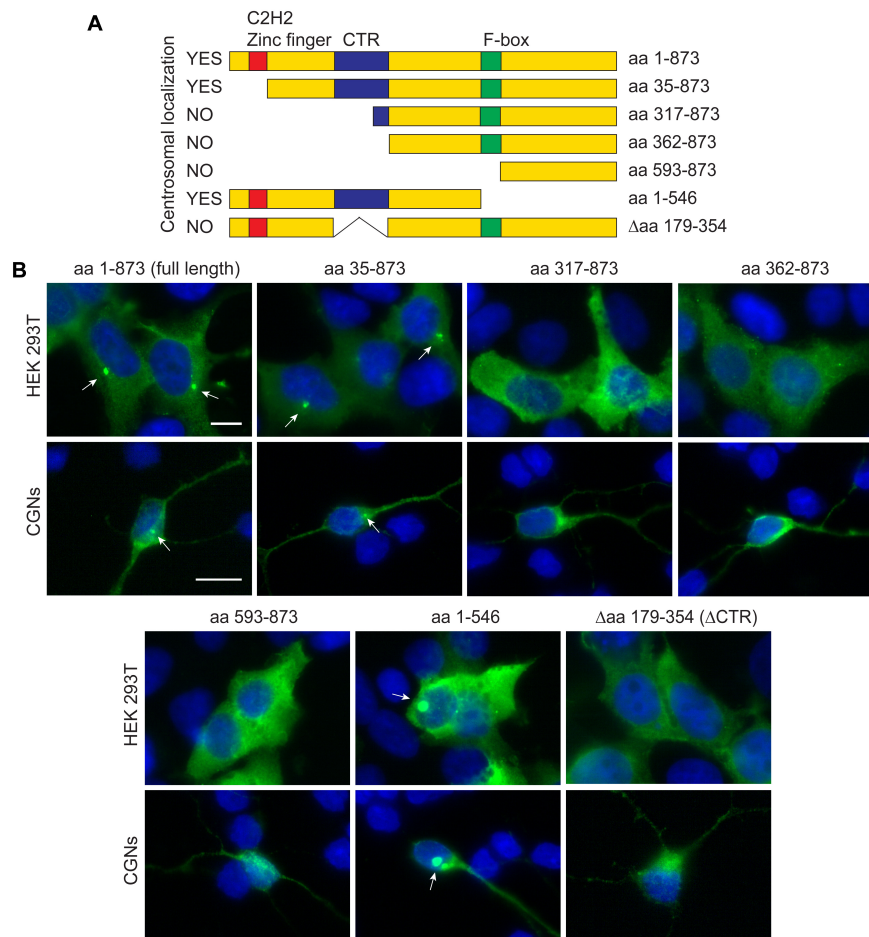 A
C2H2
Zinc finger CTR F-box
Centrosomal localization
YES aa 1-873
YES aa 35-873
NO aa 317-873
NO aa 362-873
NO aa 593-873
YES aa 1-546
NO Δaa 179-354
B
aa 1-873 (full length) aa 35-873 aa 317-873 aa 362-873
HEK 293T
CGNs
aa 593-873 aa 1-546 Δaa 179-354 (ΔCTR)
HEK 293T
CGNs